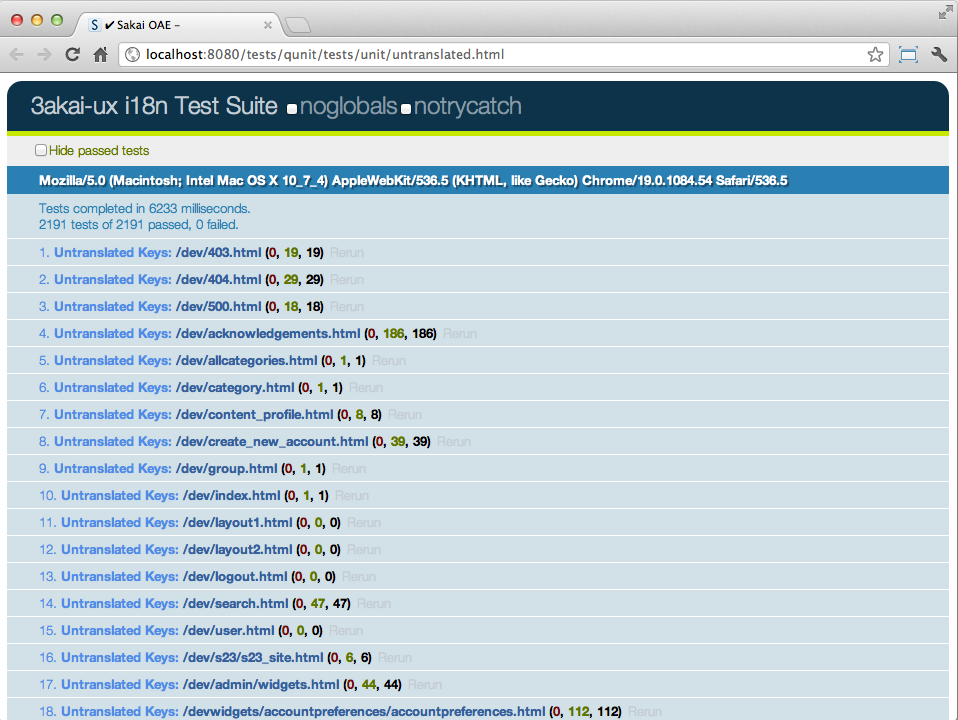 ✔ Sakai OAE –
localhost:8080/tests/qunit/tests/unit/untranslated.html
3akai-ux i18n Test Suite noglobals notrycatch
Hide passed tests
Mozilla/5.0 (Macintosh; Intel Mac OS X 10_7_4) AppleWebKit/536.5 (KHTML, like Gecko) Chrome/19.0.1084.54 Safari/536.5
Tests completed in 6233 milliseconds.
2191 tests of 2191 passed, 0 failed.
1. Untranslated Keys: /dev/403.html (0, 19, 19) Rerun
2. Untranslated Keys: /dev/404.html (0, 29, 29) Rerun
3. Untranslated Keys: /dev/500.html (0, 18, 18) Rerun
4. Untranslated Keys: /dev/acknowledgements.html (0, 186, 186) Rerun
5. Untranslated Keys: /dev/allcategories.html (0, 1, 1) Rerun
6. Untranslated Keys: /dev/category.html (0, 1, 1) Rerun
7. Untranslated Keys: /dev/content_profile.html (0, 8, 8) Rerun
8. Untranslated Keys: /dev/create_new_account.html (0, 39, 39) Rerun
9. Untranslated Keys: /dev/group.html (0, 1, 1) Rerun
10. Untranslated Keys: /dev/index.html (0, 1, 1) Rerun
11. Untranslated Keys: /dev/layout1.html (0, 0, 0) Rerun
12. Untranslated Keys: /dev/layout2.html (0, 0, 0) Rerun
13. Untranslated Keys: /dev/logout.html (0, 0, 0) Rerun
14. Untranslated Keys: /dev/search.html (0, 47, 47) Rerun
15. Untranslated Keys: /dev/user.html (0, 0, 0) Rerun
16. Untranslated Keys: /dev/s23/s23_site.html (0, 6, 6) Rerun
17. Untranslated Keys: /dev/admin/widgets.html (0, 44, 44) Rerun
18. Untranslated Keys: /devwidgets/accountpreferences/accountpreferences.html (0, 112, 112) Rerun